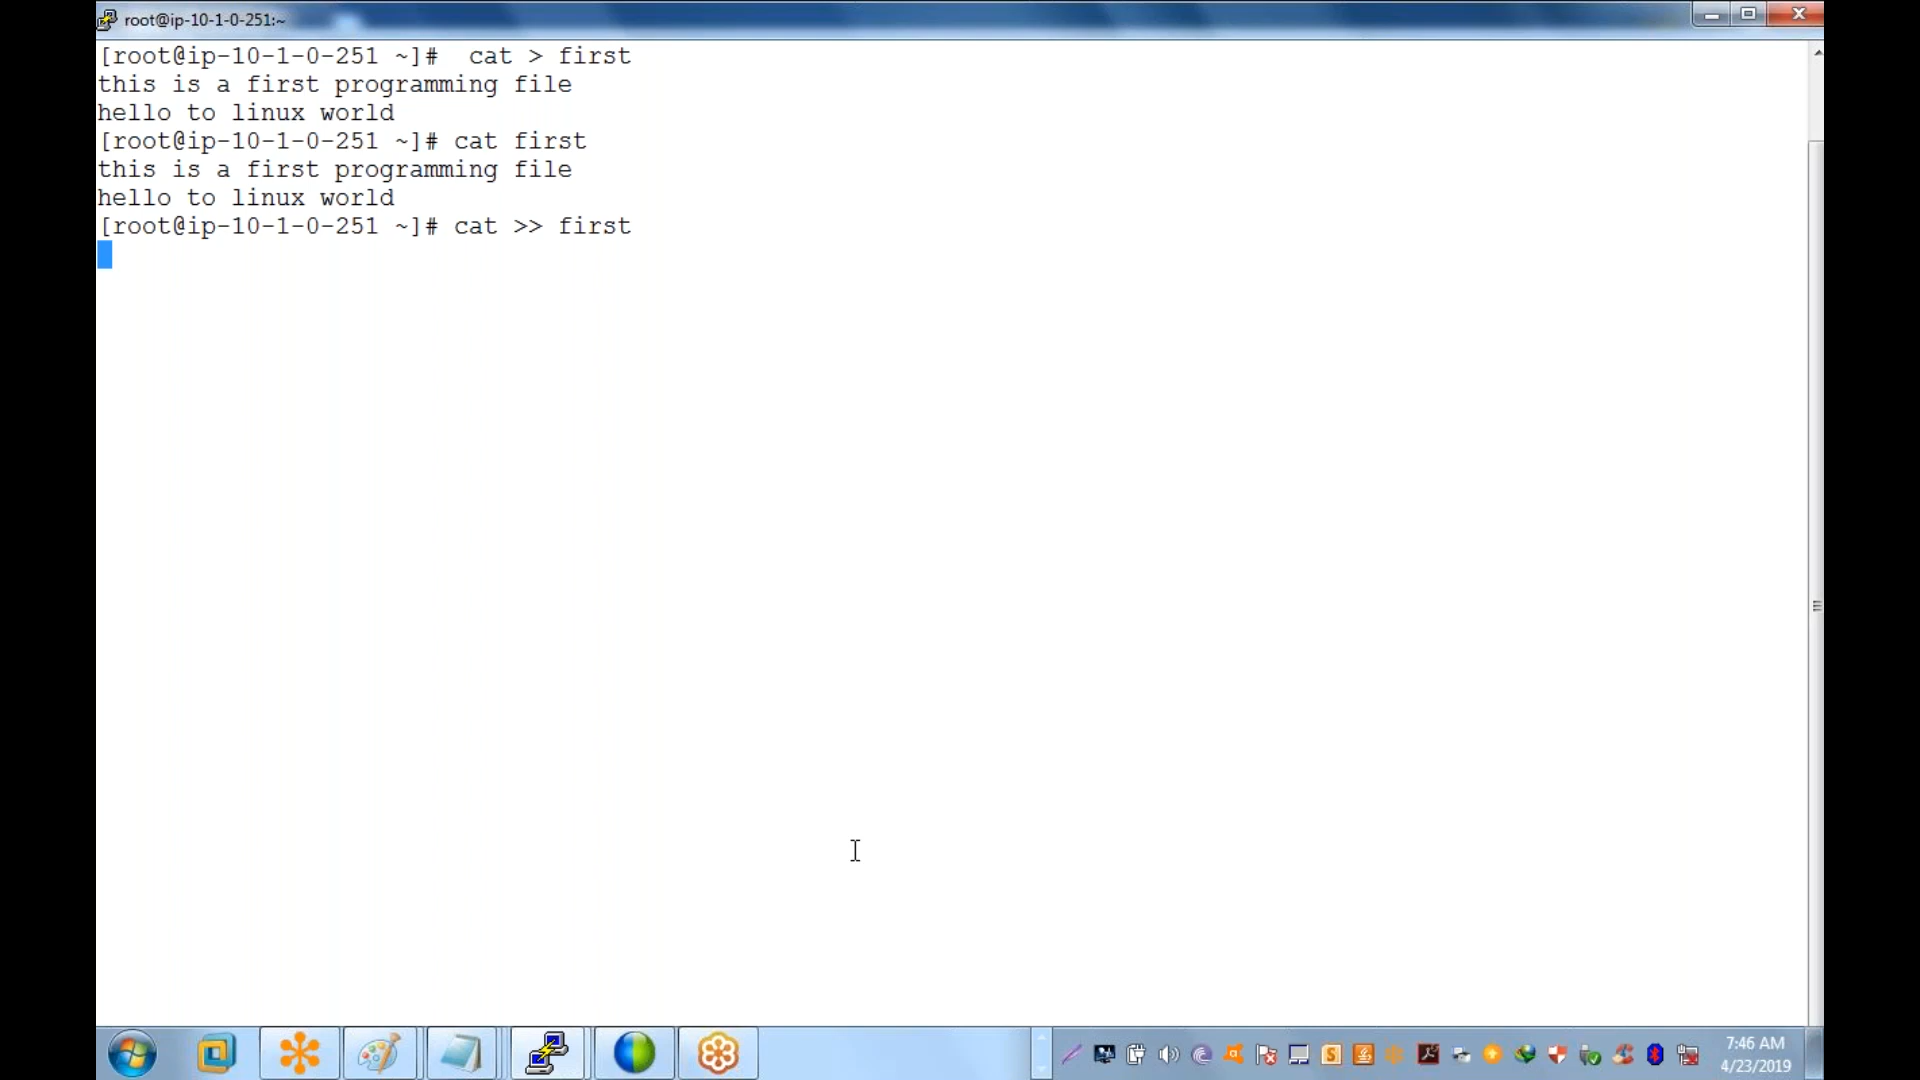 root@ip-10-1-0-251:~
[root@ip-10-1-0-251 ~]#  cat > first
this is a first programming file
hello to linux world
[root@ip-10-1-0-251 ~]# cat first
this is a first programming file
hello to linux world
[root@ip-10-1-0-251 ~]# cat >> first
7:46 AM
4/23/2019